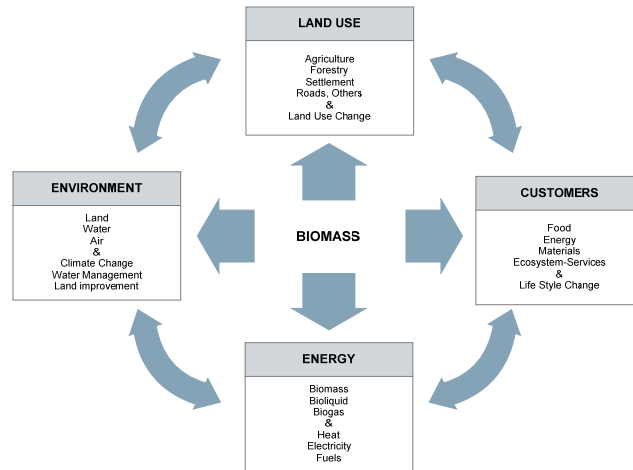 LAND USE
Agriculture
Forestry
Settlement
Roads, Others
&
Land Use Change
ENVIRONMENT
Land
Water
Air
&
Climate Change
Water Management
Land improvement
BIOMASS
CUSTOMERS
Food
Energy
Materials
Ecosystem-Services
&
Life Style Change
ENERGY
Biomass
Bioliquid
Biogas
&
Heat
Electricity
Fuels